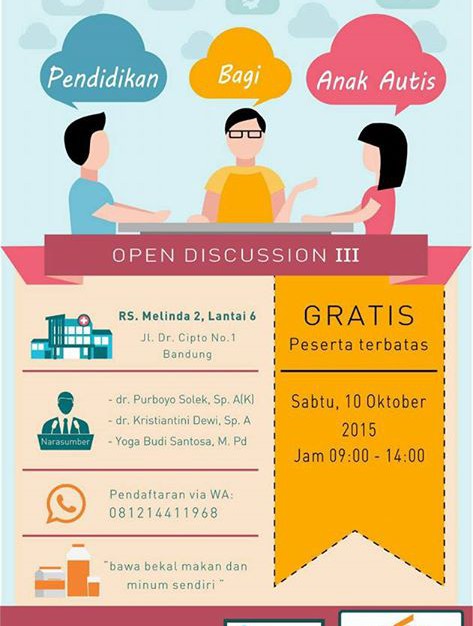 Pendidikan
Bagi
Anak Autis
OPEN DISCUSSION III
RS. Melinda 2, Lantai 6
Jl. Dr. Cipto No.1
Bandung
GRATIS
Peserta terbatas
Narasumber
- dr. Purboyo Solek, Sp. A(K)
- dr. Kristiantini Dewi, Sp. A
- Yoga Budi Santosa, M. Pd
Sabtu, 10 Oktober
2015
Jam 09:00 - 14:00
Pendaftaran via WA:
081214411968
"bawa bekal makan dan
minum sendiri "